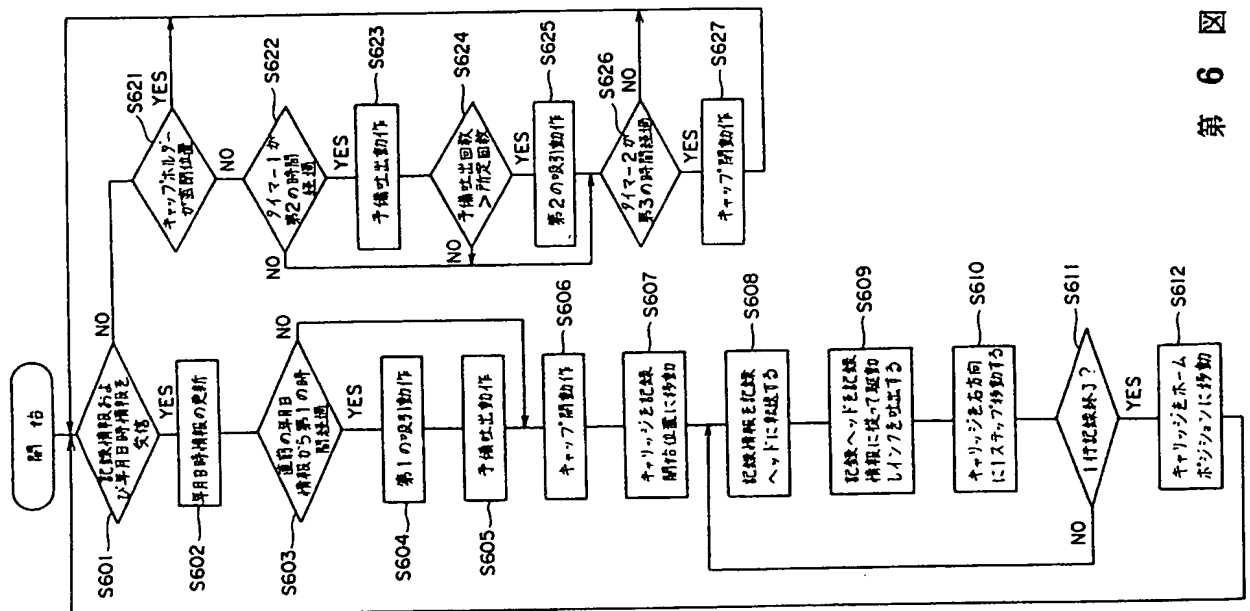 第 6 図
開 始
S601
記録情報およ
び年月日時情報を
受信
NO
YES
S602
年月日時情報の更新
S603
直前の年月日時
情報から第1の時
間経過
NO
YES
S604
第1の吸引動作
S605
予備吐出動作
S606
キャップ開動作
S607
キャリッジを記録
開始位置に移動
S608
記録情報を記録
ヘッドに転送する
S609
記録ヘッドを記録
情報に従って駆動
しインクを吐出する
S610
キャリッジを右方向
に1ステップ移動する
S611
1行記録終了?
NO
YES
S612
キャリッジをホーム
ポジションに移動
S621
キャップホルダー
YES
NO
S622
タイマー1が
第2の時間
経過
NO
YES
S623
予備吐出動作
S624
予備吐出回数
>所定回数
NO
YES
S625
第2の吸引動作
S626
タイマー2が
第3の時間経過
NO
YES
S627
キャップ閉動作